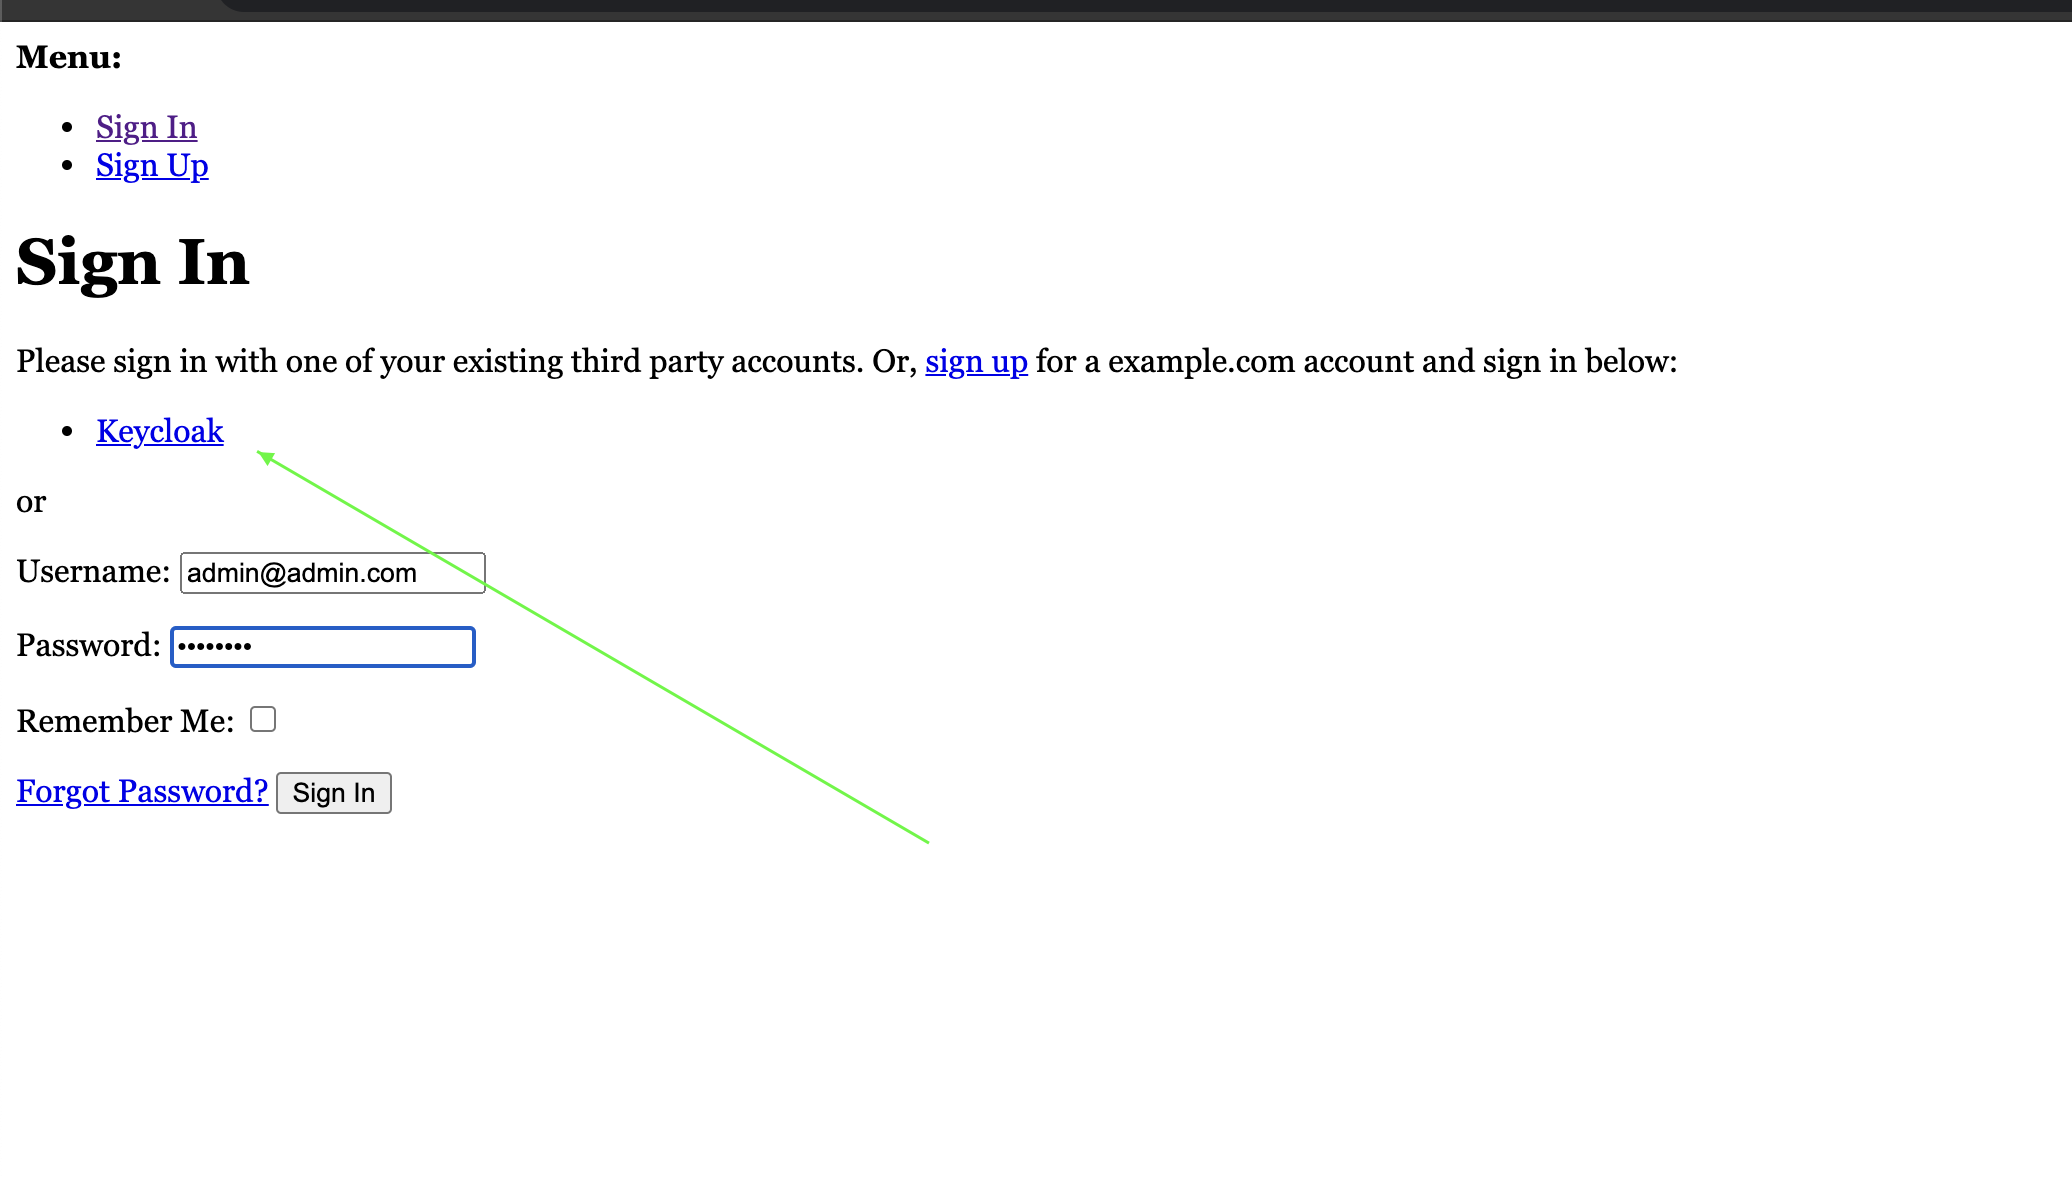 Menu:
Sign In
Sign Up
Sign In
Please sign in with one of your existing third party accounts. Or, sign up for a example.com account and sign in below:
Keycloak
or
Username: admin@admin.com
Password: ••••••••
Remember Me:
Forgot Password? Sign In